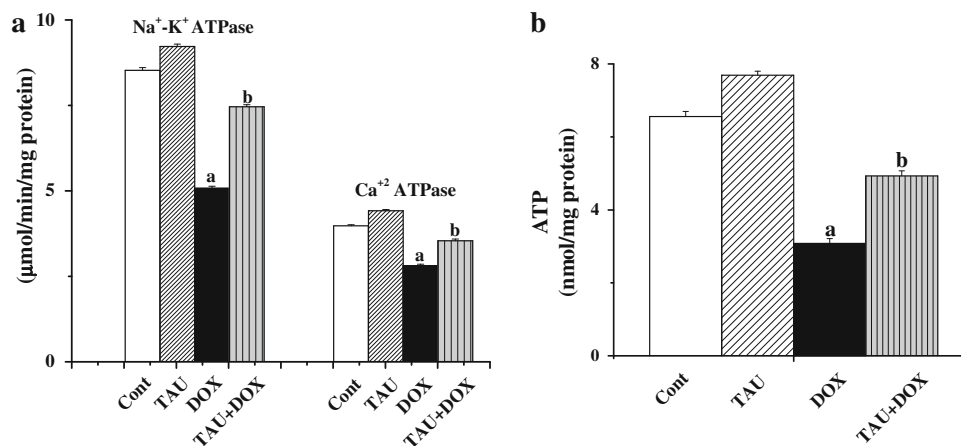 a
Na⁺-K⁺ ATPase
10
5
0
(μmol/min/mg protein)
a
b
Ca⁺² ATPase
a
b
Cont
TAU
DOX
TAU+DOX
Cont
TAU
DOX
TAU+DOX
b
8
4
0
ATP
(nmol/mg protein)
a
b
Cont
TAU
DOX
TAU+DOX